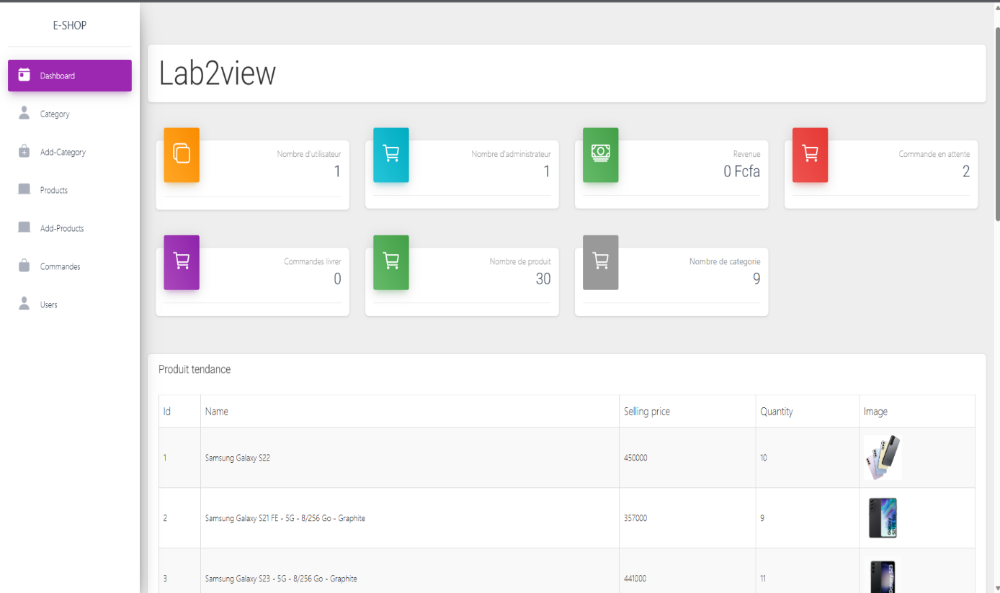 E-SHOP
Dashboard
Category
Add-Category
Products
Add-Products
Commandes
Users
Lab2view
Nombre d'utilisateur
1
Nombre d'administrateur
1
Revenue
0 Fcfa
Commande en attente
2
Commandes livrer
0
Nombre de produit
30
Nombre de categorie
9
Produit tendance
Id Name Selling price Quantity Image
1 Samsung Galaxy S22 450000 10
2 Samsung Galaxy S21 FE - 5G - 8/256 Go - Graphite 357000 9
3 Samsung Galaxy S23 - 5G - 8/256 Go - Graphite 441000 11